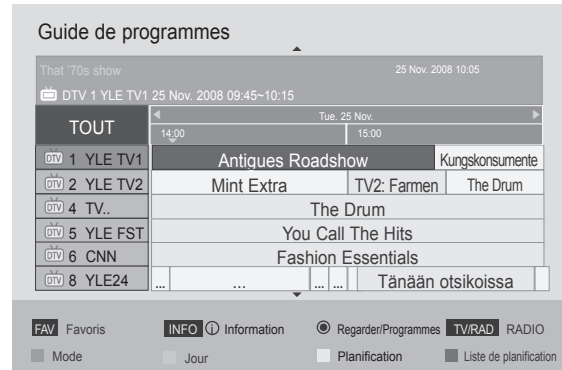 Guide de programmes
That '70s show 25 Nov. 2008 10:05
DTV 1 YLE TV1 25 Nov. 2008 09:45~10:15
TOUT
Tue. 25 Nov.
14:00 15:00
DTV 1 YLE TV1 Antigues Roadshow Kungskonsumente
DTV 2 YLE TV2 Mint Extra TV2: Farmen The Drum
DTV 4 TV.. The Drum
DTV 5 YLE FST You Call The Hits
DTV 6 CNN Fashion Essentials
DTV 8 YLE24 ... ... ... ... Tänään otsikoissa
FAV Favoris INFO i Information Regarder/Programmes TV/RAD RADIO
Mode Jour Planification Liste de planification